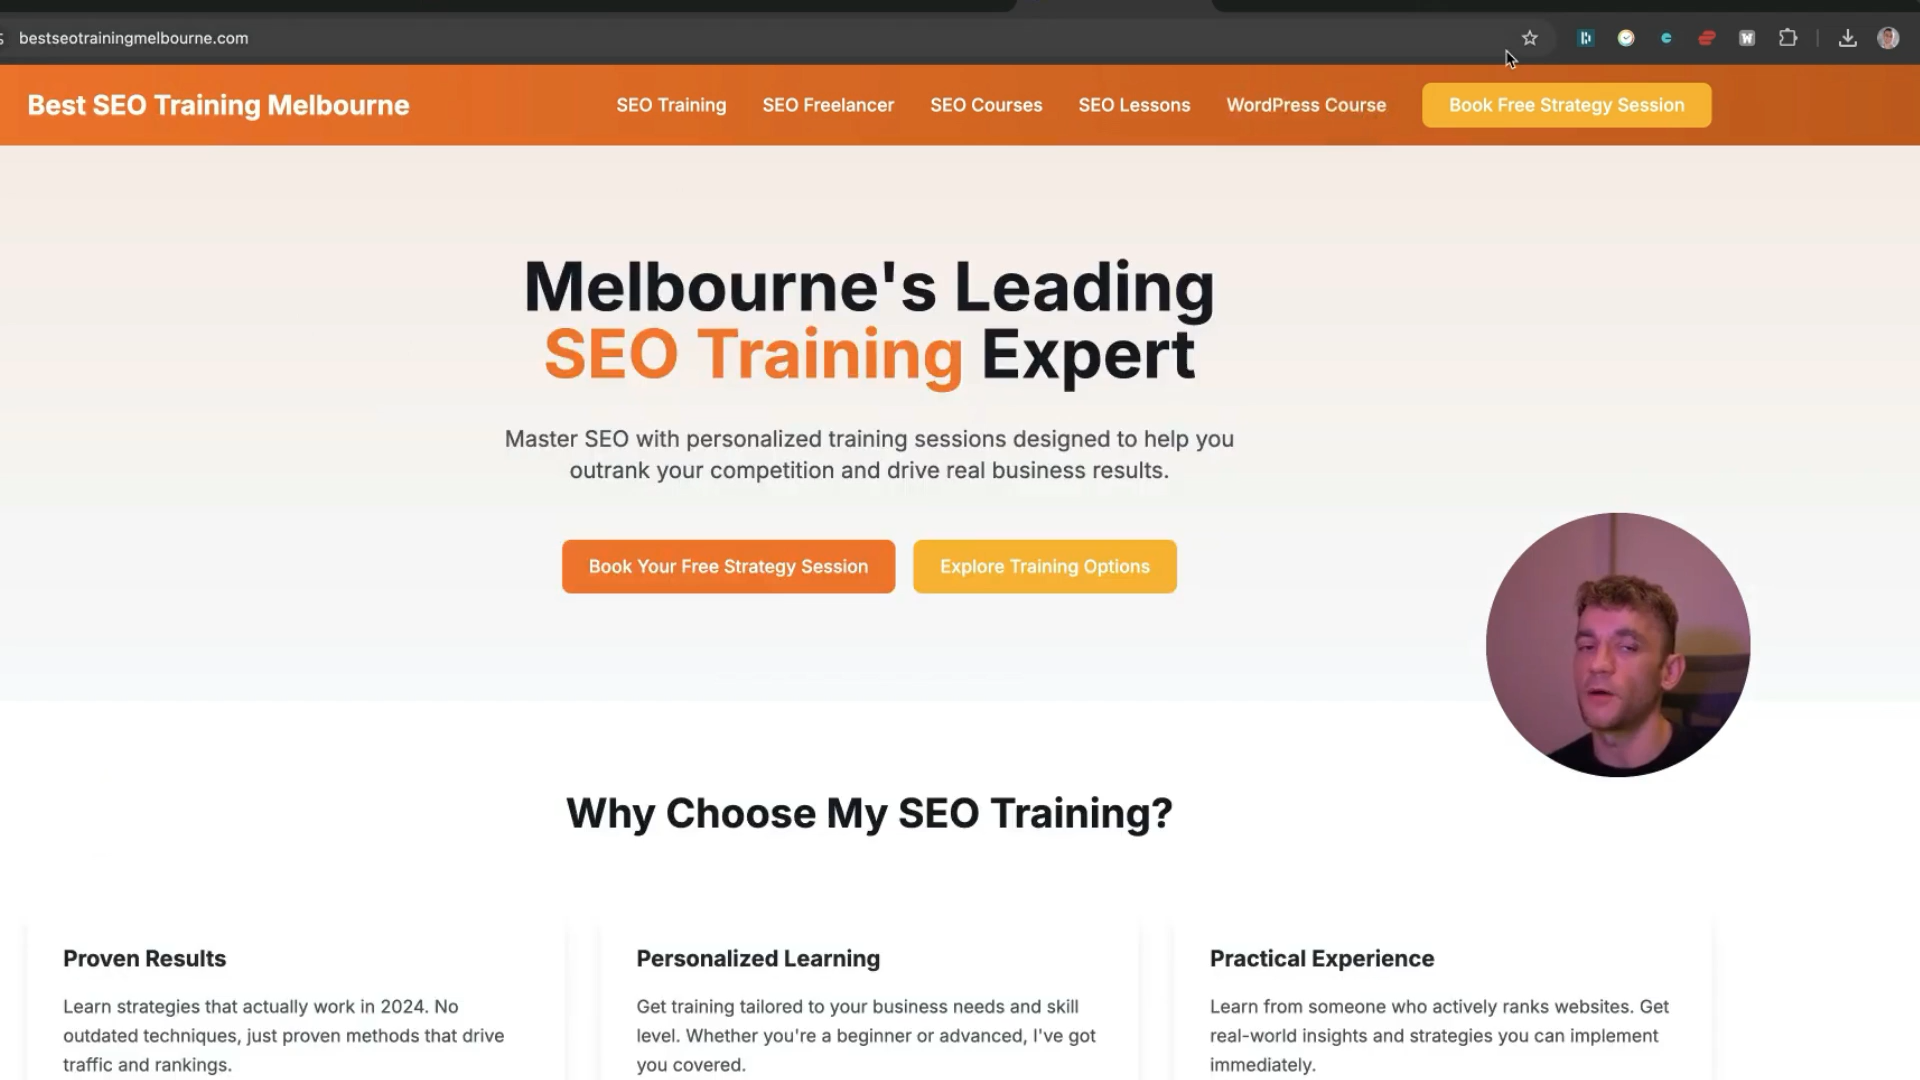 bestseotrainingmelbourne.com
Best SEO Training Melbourne
SEO Training
SEO Freelancer
SEO Courses
SEO Lessons
WordPress Course
Book Free Strategy Session
Melbourne's Leading
SEO Training Expert
Master SEO with personalized training sessions designed to help you
outrank your competition and drive real business results.
Book Your Free Strategy Session
Explore Training Options
Why Choose My SEO Training?
Proven Results
Learn strategies that actually work in 2024. No
outdated techniques, just proven methods that drive
traffic and rankings.
Personalized Learning
Get training tailored to your business needs and skill
level. Whether you're a beginner or advanced, I've got
you covered.
Practical Experience
Learn from someone who actively ranks websites. Get
real-world insights and strategies you can implement
immediately.